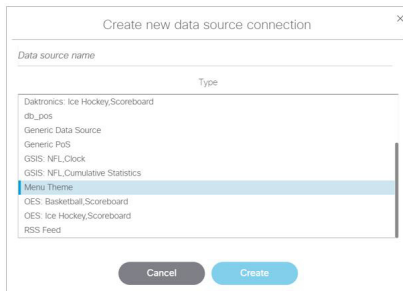 Create new data source connection
×
Data source name
Type
Daktronics: Ice Hockey,Scoreboard
db_pos
Generic Data Source
Generic PoS
GSIS: NFL,Clock
GSIS: NFL,Cumulative Statistics
Menu Theme
OES: Basketball,Scoreboard
OES: Ice Hockey,Scoreboard
RSS Feed
Cancel Create